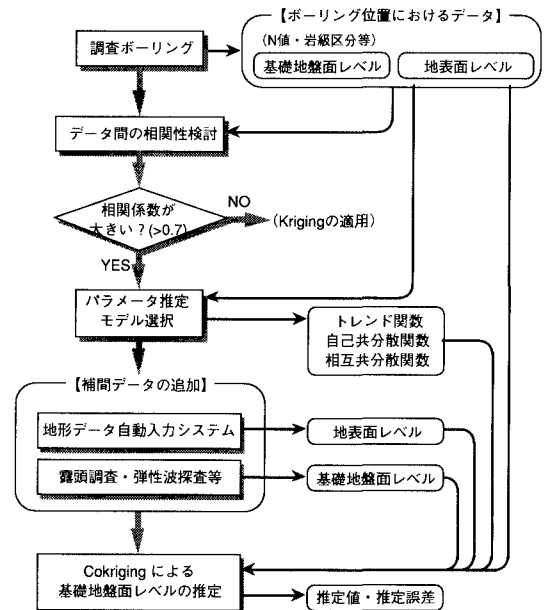 調査ボーリング
【ボーリング位置におけるデータ】
(N値・岩級区分等)
基礎地盤面レベル
地表面レベル
データ間の相関性検討
相関係数が
大きい？(>0.7)
NO
(Krigingの適用)
YES
パラメータ推定
モデル選択
トレンド関数
自己共分散関数
相互共分散関数
【補間データの追加】
地形データ自動入力システム
地表面レベル
露頭調査・弾性波探査等
基礎地盤面レベル
Cokriging による
基礎地盤面レベルの推定
推定値・推定誤差